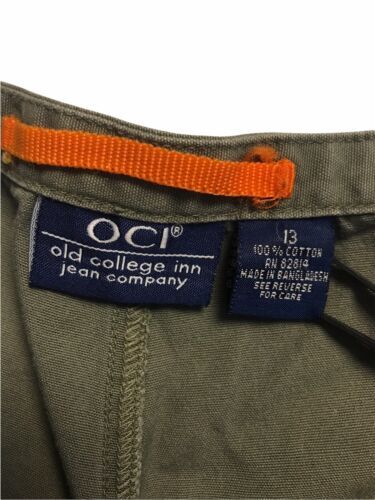 OCI®
old college inn
jean company
13
100% COTTON
RN 82814
MADE IN BANGLADESH
SEE REVERSE
FOR CARE